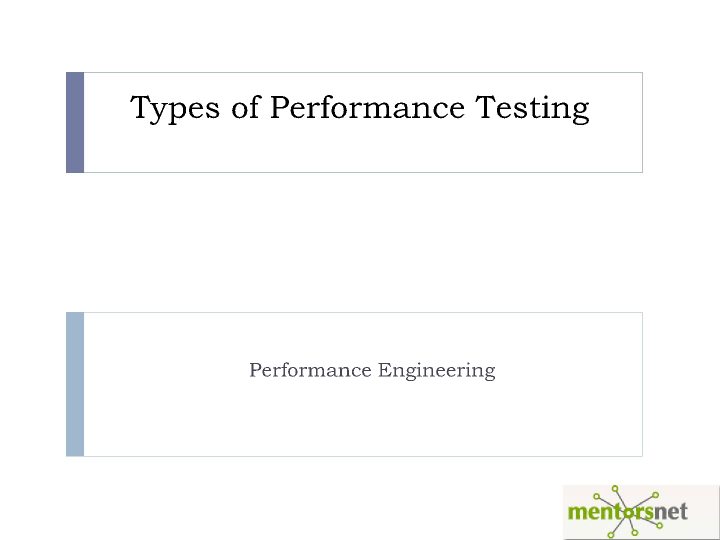 Types of Performance Testing
Performance Engineering
mentorsnet